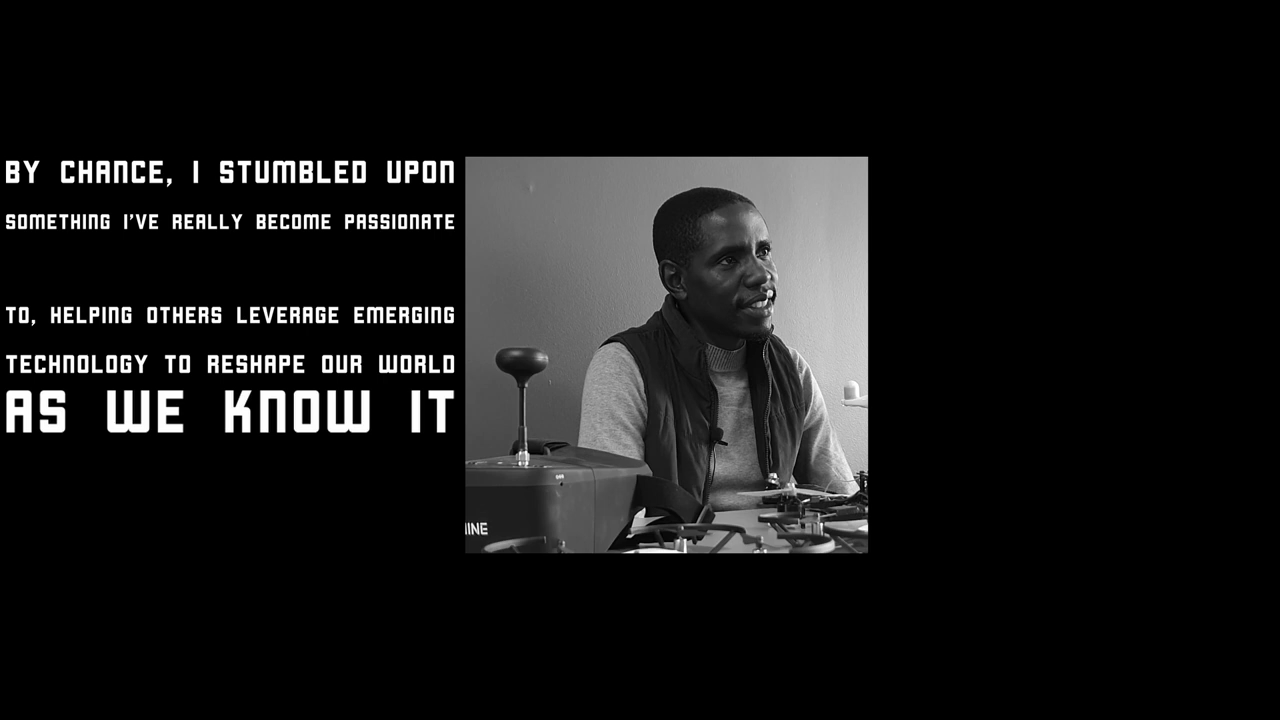 BY CHANCE, I STUMBLED UPON
SOMETHING I'VE REALLY BECOME PASSIONATE
TO, HELPING OTHERS LEVERAGE EMERGING
TECHNOLOGY TO RESHAPE OUR WORLD
AS WE KNOW IT